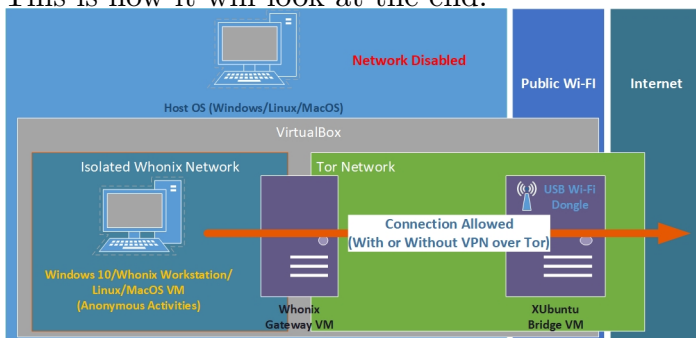 This is how it will look at the end:
Network Disabled
Host OS (Windows/Linux/MacOS)
Public Wi-FI
Internet
VirtualBox
Isolated Whonix Network
Tor Network
USB Wi-Fi
Dongle
Connection Allowed
(With or Without VPN over Tor)
Windows 10/Whonix Workstation/
Linux/MacOS VM
(Anonymous Activities)
Whonix
Gateway VM
XUbuntu
Bridge VM